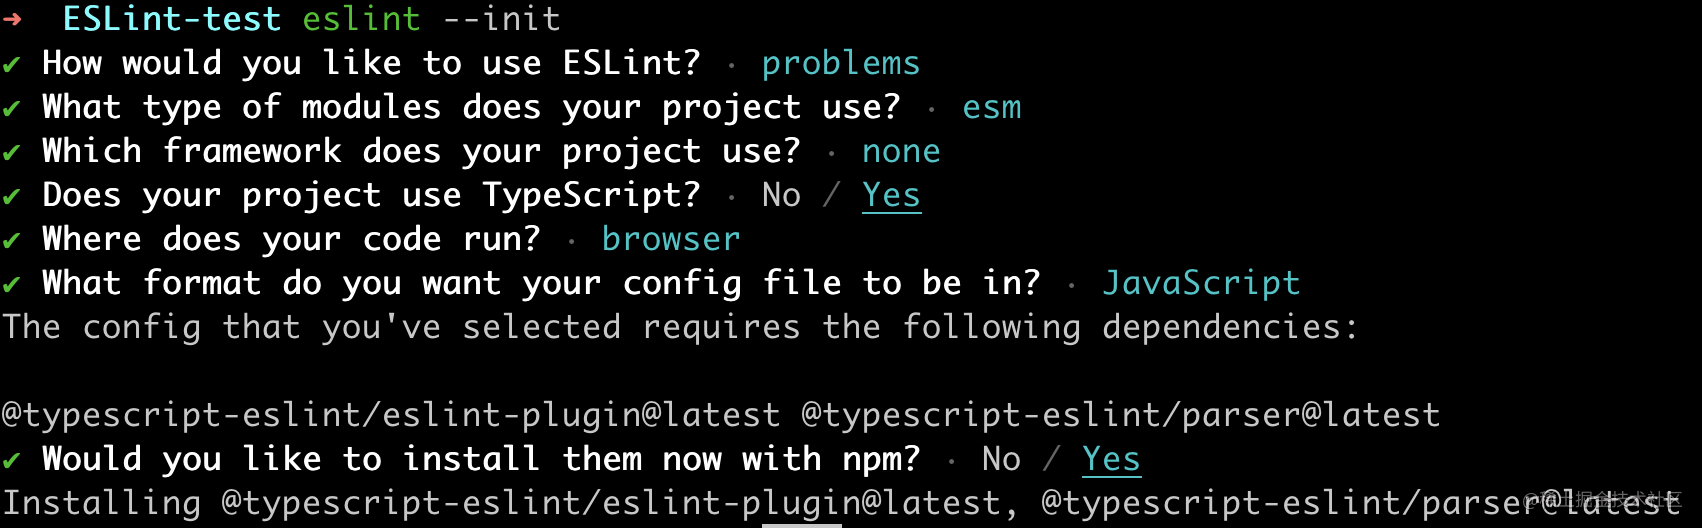 ➜ ESLint-test eslint --init
✔ How would you like to use ESLint? · problems
✔ What type of modules does your project use? · esm
✔ Which framework does your project use? · none
✔ Does your project use TypeScript? · No / Yes
✔ Where does your code run? · browser
✔ What format do you want your config file to be in? · JavaScript
The config that you've selected requires the following dependencies:
@typescript-eslint/eslint-plugin@latest @typescript-eslint/parser@latest
✔ Would you like to install them now with npm? · No / Yes
Installing @typescript-eslint/eslint-plugin@latest, @typescript-eslint/parser@latest
@稀土掘金技术社区